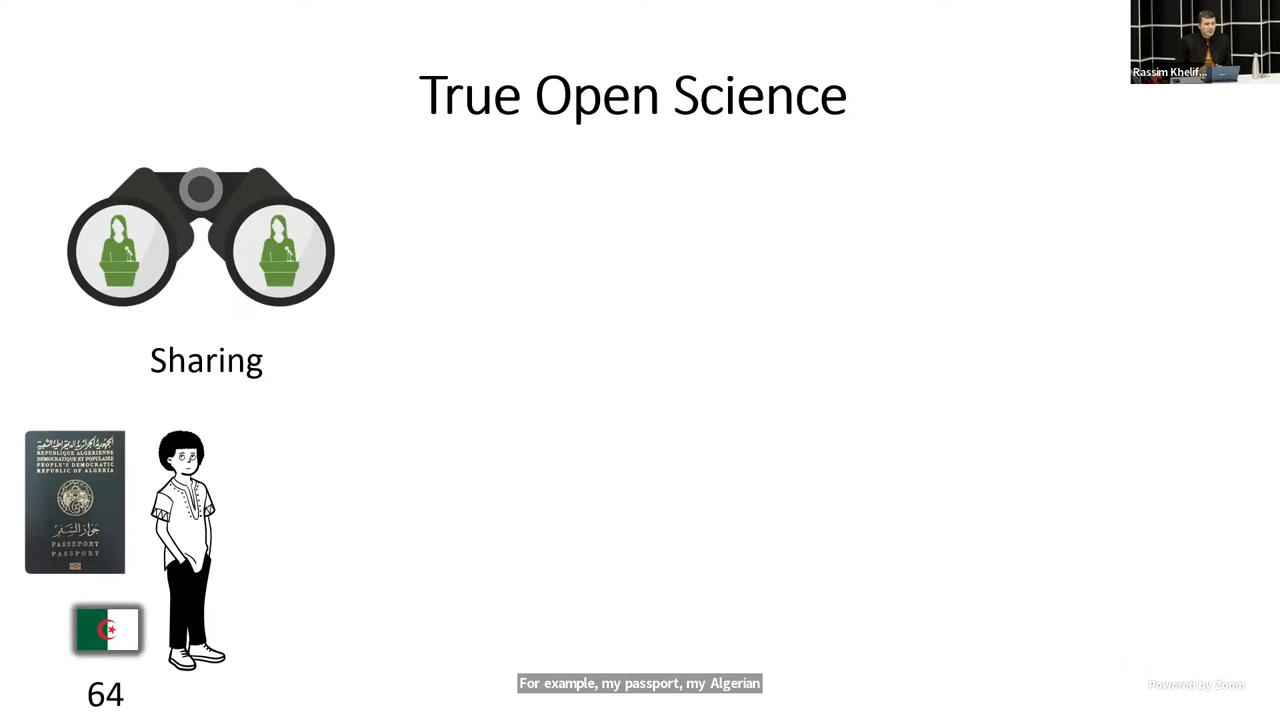 Rassim Khelif...
True Open Science
Sharing
الجمهورية الجزائرية الديمقراطية الشعبية
REPUBLIQUE ALGERIENNE
DEMOCRATIQUE ET POPULAIRE
PEOPLE'S DEMOCRATIC
REPUBLIC OF ALGERIA
جواز السفر
PASSEPORT
PASSPORT
64
For example, my passport, my Algerian
Powered by Zoom